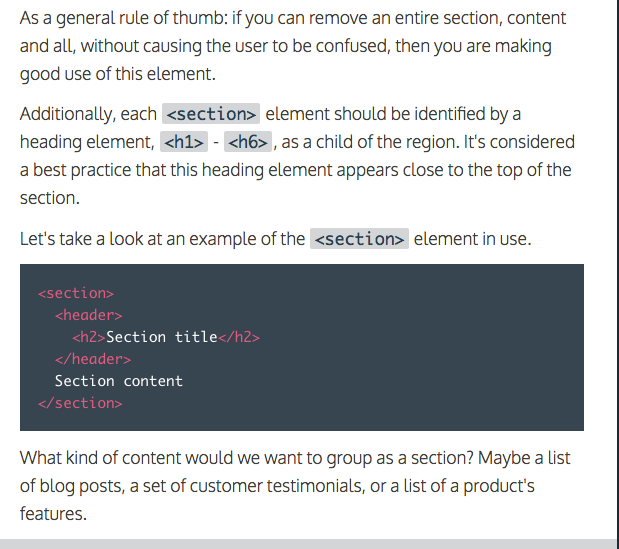 As a general rule of thumb: if you can remove an entire section, content
and all, without causing the user to be confused, then you are making
good use of this element.
Additionally, each <section> element should be identified by a
heading element, <h1> - <h6> , as a child of the region. It's considered
a best practice that this heading element appears close to the top of the
section.
Let's take a look at an example of the <section> element in use.
<section>
  <header>
    <h2>Section title</h2>
  </header>
  Section content
</section>
What kind of content would we want to group as a section? Maybe a list
of blog posts, a set of customer testimonials, or a list of a product's
features.